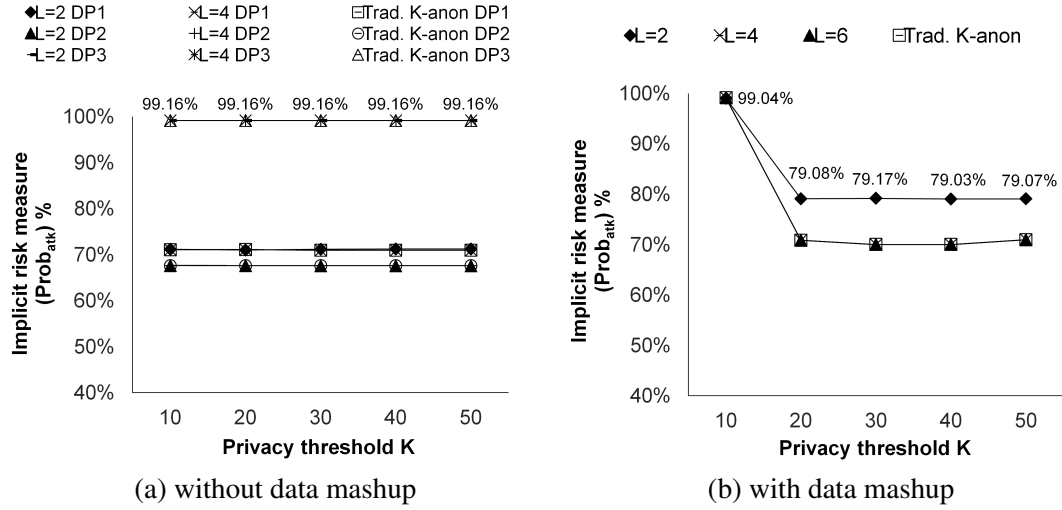 L=2 DP1 L=4 DP1 Trad. K-anon DP1
L=2 DP2 L=4 DP2 Trad. K-anon DP2
L=2 DP3 L=4 DP3 Trad. K-anon DP3
99.16% 99.16% 99.16% 99.16% 99.16%
100%
90%
80%
70%
60%
50%
40%
Implicit risk measure
(Probatk) %
10 20 30 40 50
Privacy threshold K
(a) without data mashup
L=2 L=4 L=6 Trad. K-anon
100%
90%
80%
70%
60%
50%
40%
99.04%
79.08% 79.17% 79.03% 79.07%
Implicit risk measure
(Probatk) %
10 20 30 40 50
Privacy threshold K
(b) with data mashup